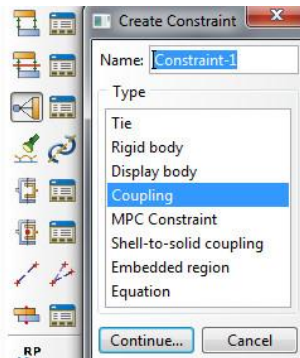 Create Constraint
Name: Constraint-1
Type
Tie
Rigid body
Display body
Coupling
MPC Constraint
Shell-to-solid coupling
Embedded region
Equation
Continue...
Cancel
RP